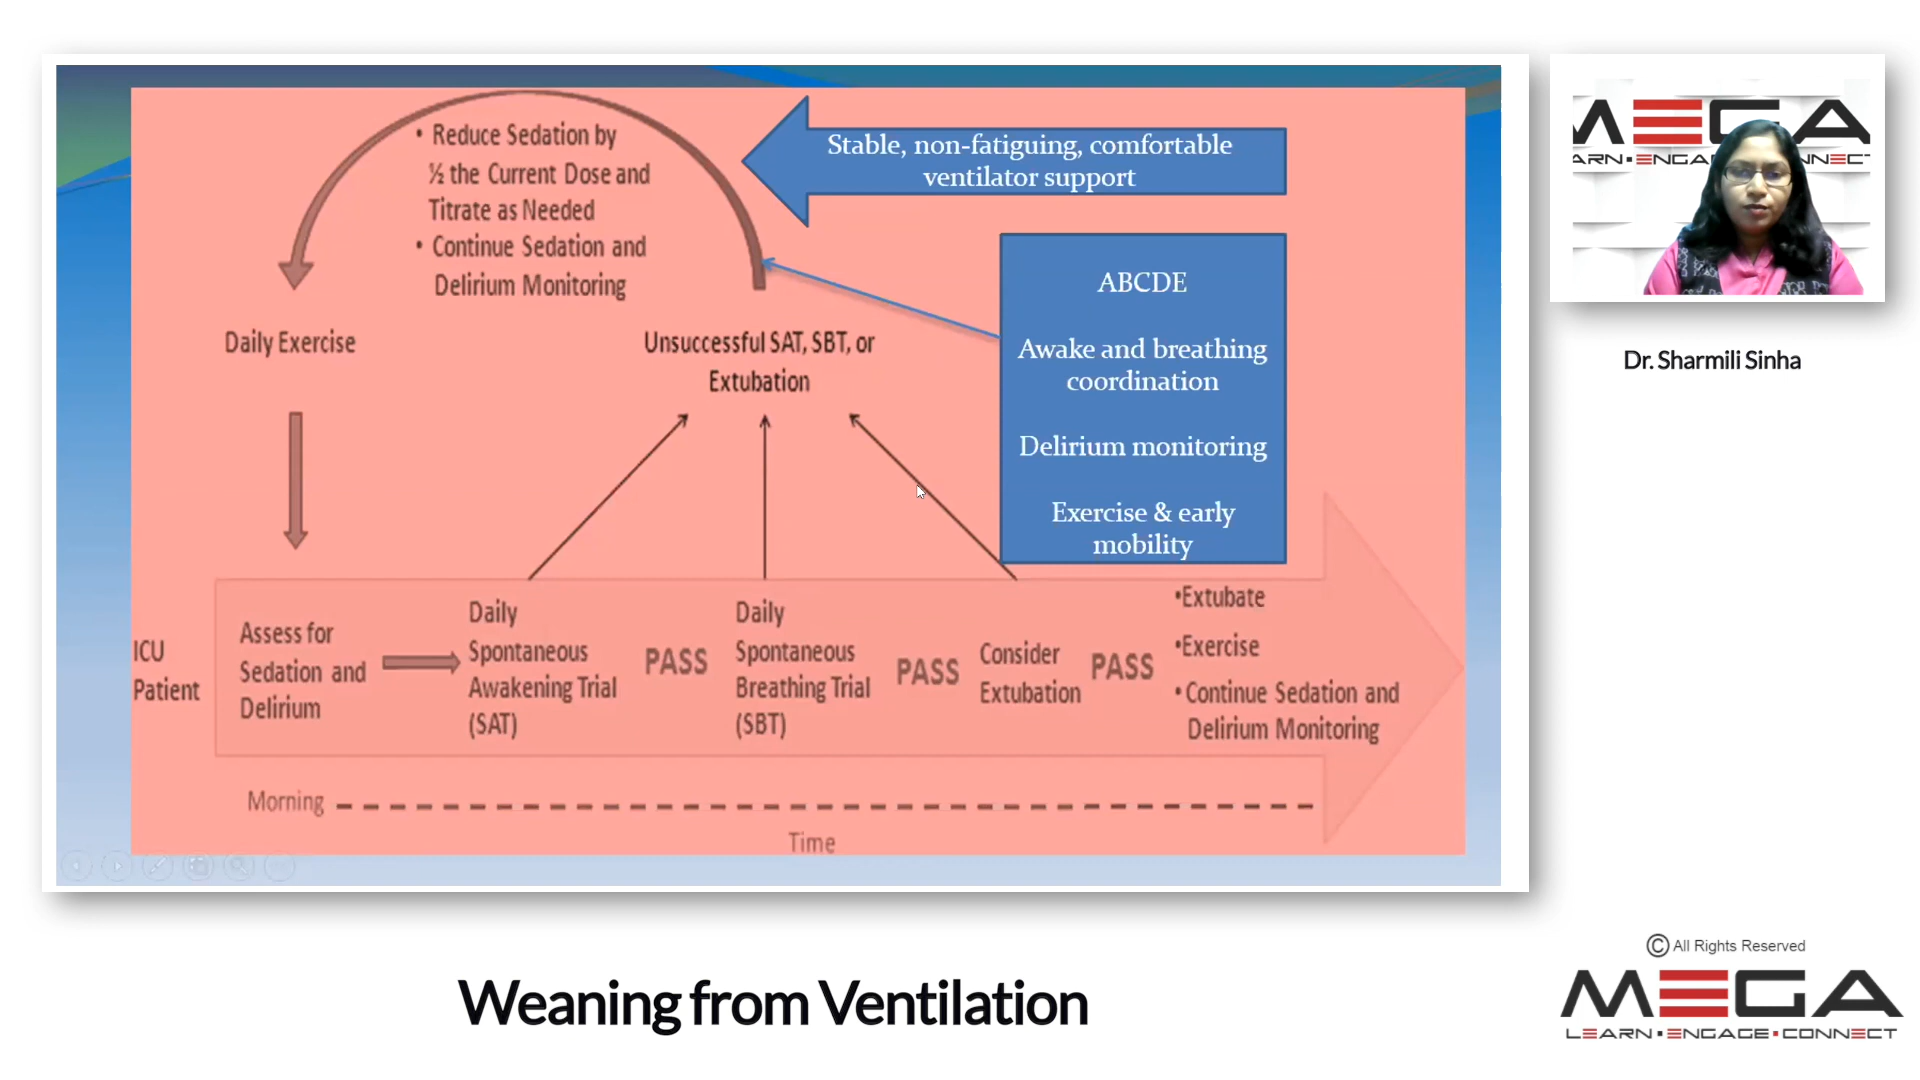 • Reduce Sedation by
½ the Current Dose and
Titrate as Needed
• Continue Sedation and
Delirium Monitoring
Stable, non-fatiguing, comfortable
ventilator support
ABCDE
Awake and breathing
coordination
Delirium monitoring
Exercise & early
mobility
Daily Exercise
Unsuccessful SAT, SBT, or
Extubation
ICU
Patient
Assess for
Sedation and
Delirium
Daily
Spontaneous
Awakening Trial
(SAT)
PASS
Daily
Spontaneous
Breathing Trial
(SBT)
PASS
Consider
Extubation
PASS
•Extubate
•Exercise
• Continue Sedation and
Delirium Monitoring
Morning
Time
Dr. Sharmili Sinha
Weaning from Ventilation
© All Rights Reserved
MEGA
LEARN • ENGAGE • CONNECT